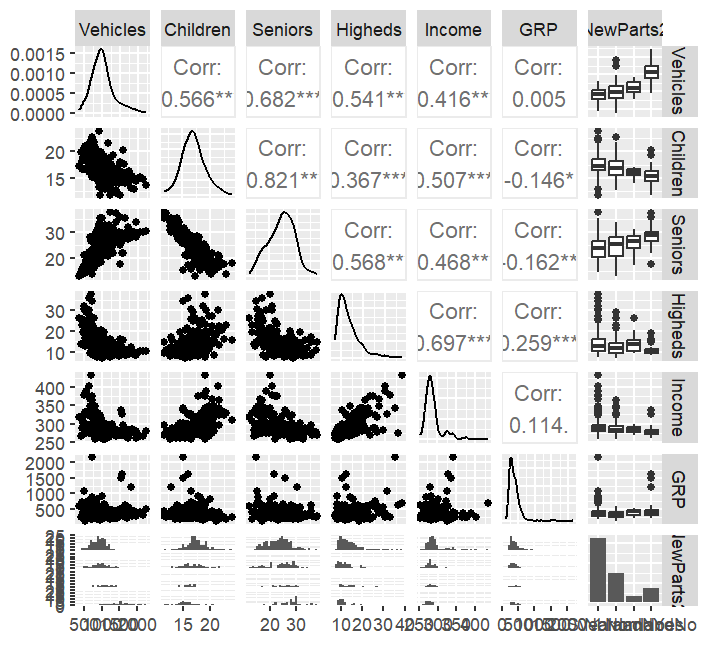 Vehicles Children Seniors Higheds Income GRP NewParts2
0.0015
0.0010
0.0005
0.0000
Corr: Corr: Corr: Corr: Corr:
0.566** 0.682*** 0.541** 0.416** 0.005
Vehicles
20
15
Corr: Corr: Corr: Corr:
0.821** 0.367*** 0.507*** -0.146*
Children
30
20
Corr: Corr: Corr:
0.568** 0.468** -0.162**
Seniors
30
20
10
Corr: Corr:
0.697*** 0.259***
Higheds
400
350
300
250
Corr:
0.114.
Income
2000
1500
1000
500
GRP
NewParts2
15 20 20 30